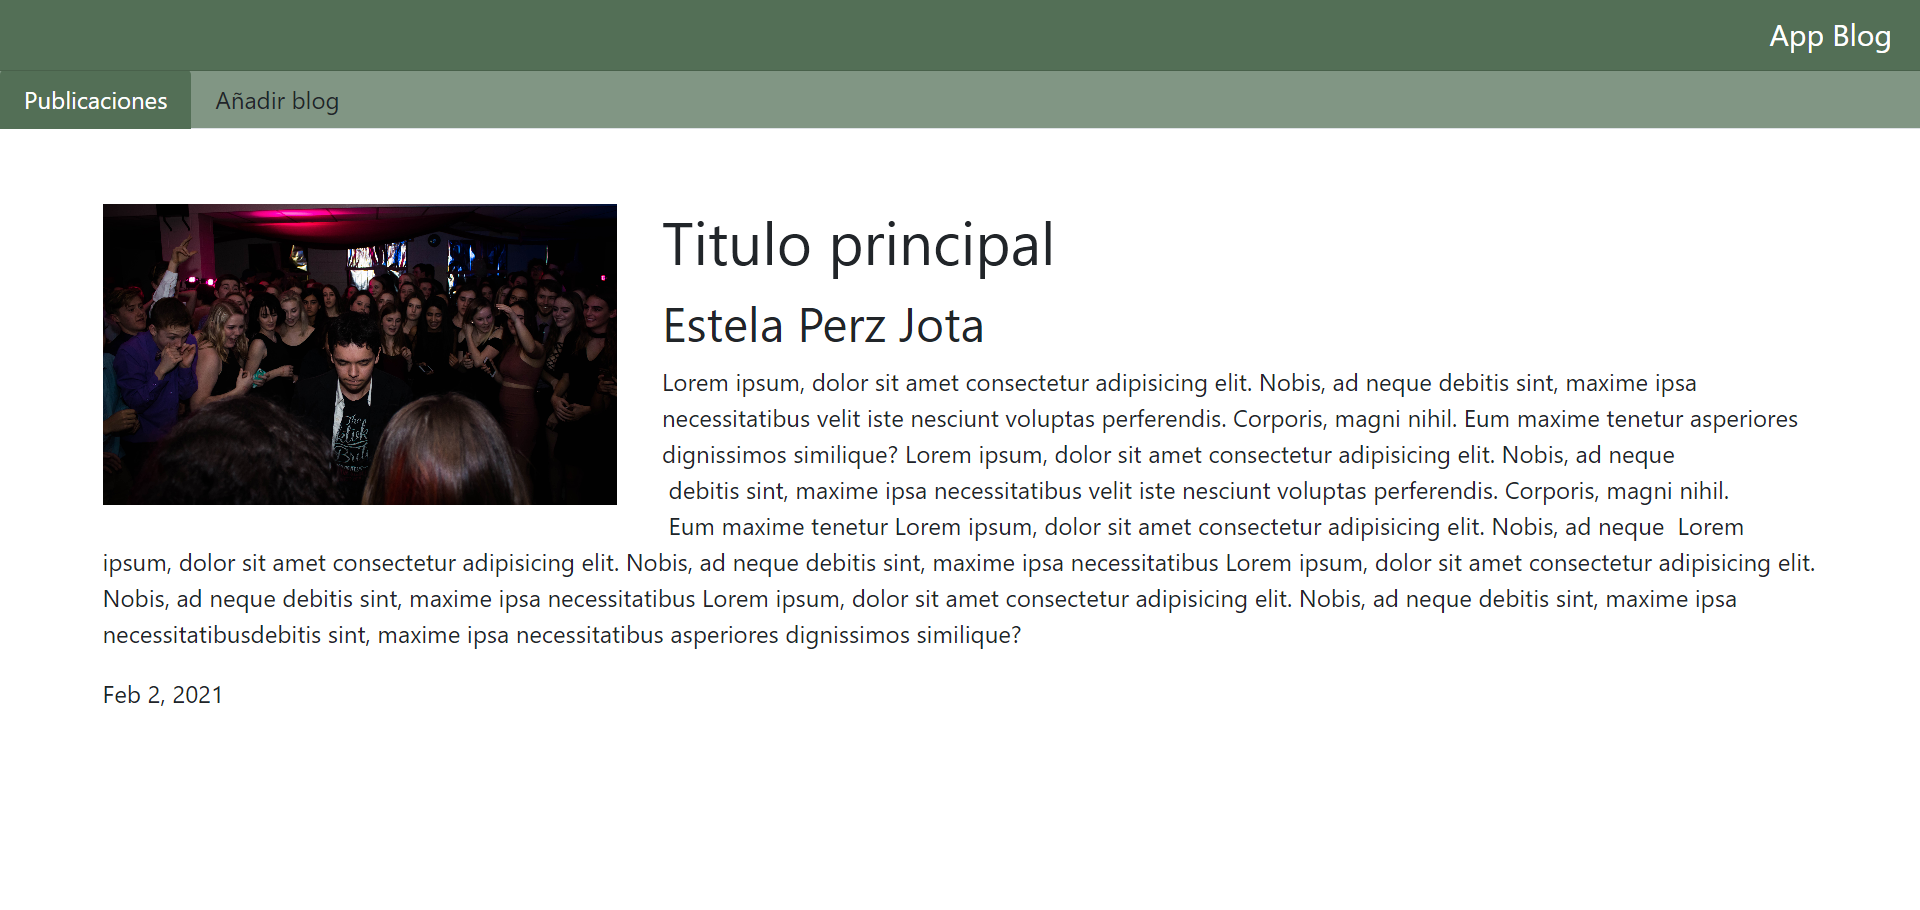 App Blog
Publicaciones
Añadir blog
Titulo principal
Estela Perz Jota
Lorem ipsum, dolor sit amet consectetur adipisicing elit. Nobis, ad neque debitis sint, maxime ipsa
necessitatibus velit iste nesciunt voluptas perferendis. Corporis, magni nihil. Eum maxime tenetur asperiores
dignissimos similique? Lorem ipsum, dolor sit amet consectetur adipisicing elit. Nobis, ad neque
debitis sint, maxime ipsa necessitatibus velit iste nesciunt voluptas perferendis. Corporis, magni nihil.
Eum maxime tenetur Lorem ipsum, dolor sit amet consectetur adipisicing elit. Nobis, ad neque Lorem
ipsum, dolor sit amet consectetur adipisicing elit. Nobis, ad neque debitis sint, maxime ipsa necessitatibus Lorem ipsum, dolor sit amet consectetur adipisicing elit.
Nobis, ad neque debitis sint, maxime ipsa necessitatibus Lorem ipsum, dolor sit amet consectetur adipisicing elit. Nobis, ad neque debitis sint, maxime ipsa
necessitatibusdebitis sint, maxime ipsa necessitatibus asperiores dignissimos similique?
Feb 2, 2021